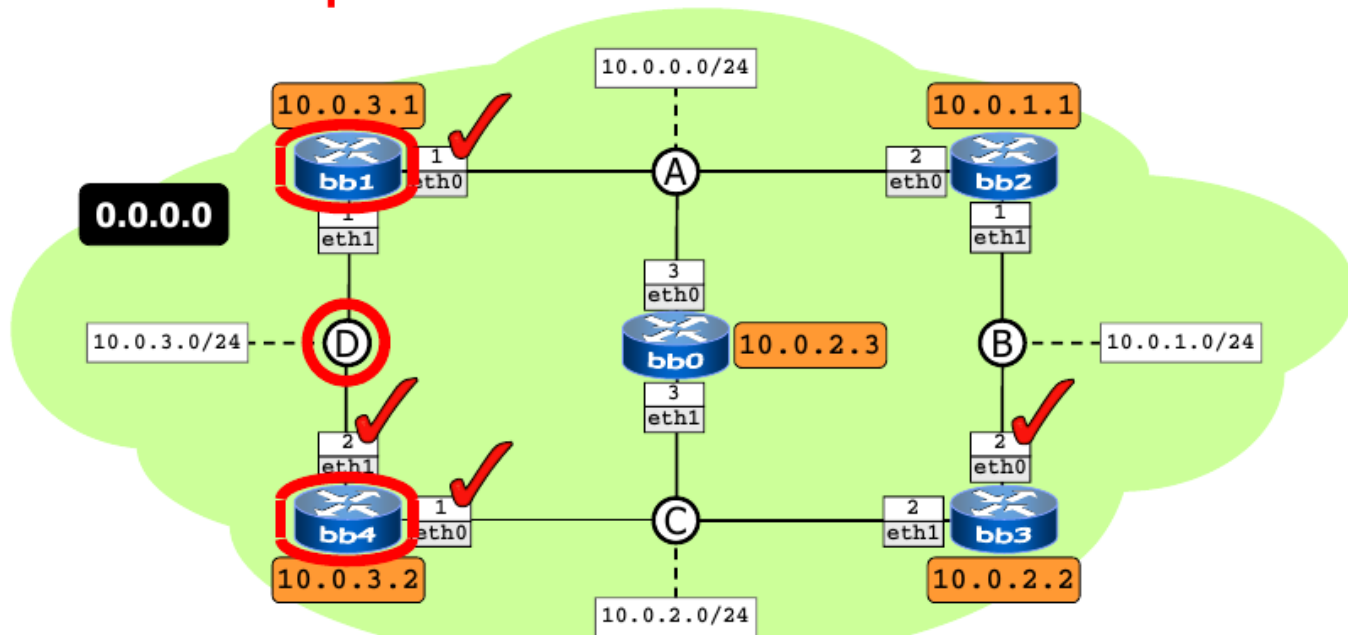 10.0.0.0/24
10.0.3.1
10.0.1.1
1
eth0
A
2
eth0
bb1
bb2
0.0.0.0
1
eth1
1
eth1
3
eth0
10.0.3.0/24
D
bb0
10.0.2.3
B
10.0.1.0/24
3
eth1
2
eth1
2
eth0
1
eth0
C
2
eth1
bb4
bb3
10.0.3.2
10.0.2.2
10.0.2.0/24